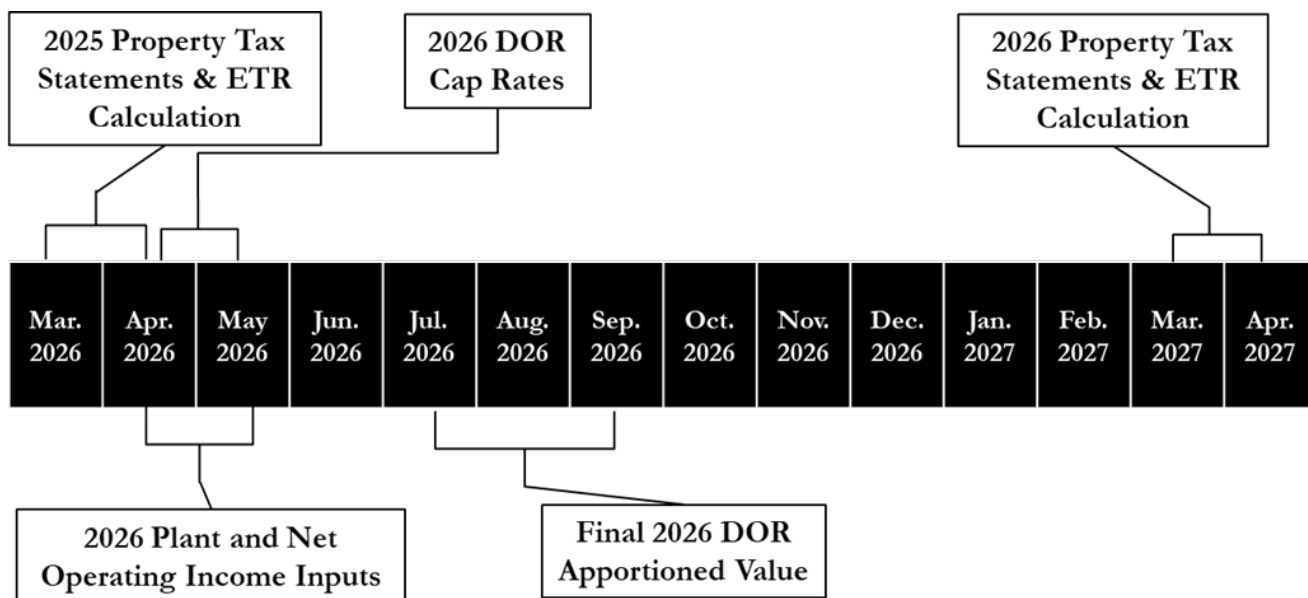 2025 Property Tax
Statements & ETR
Calculation
2026 DOR
Cap Rates
2026 Property Tax
Statements & ETR
Calculation
Mar.
2026
Apr.
2026
May
2026
Jun.
2026
Jul.
2026
Aug.
2026
Sep.
2026
Oct.
2026
Nov.
2026
Dec.
2026
Jan.
2027
Feb.
2027
Mar.
2027
Apr.
2027
2026 Plant and Net
Operating Income Inputs
Final 2026 DOR
Apportioned Value